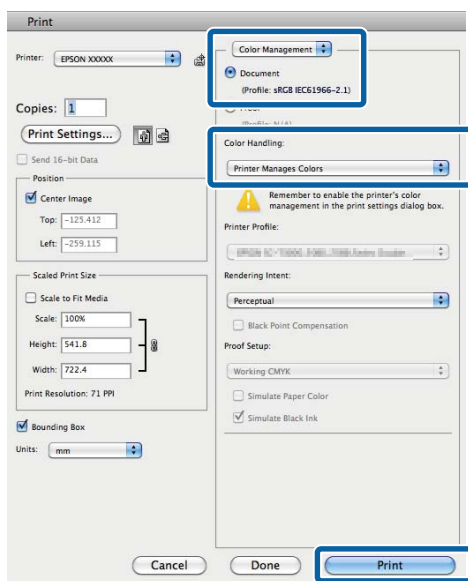 Print
Printer: EPSON XXXXX
Copies: 1
Print Settings...
Send 16-bit Data
Position
Center Image
Top: -125.412
Left: -259.115
Scaled Print Size
Scale to Fit Media
Scale: 100%
Height: 541.8
Width: 722.4
Print Resolution: 71 PPI
Bounding Box
Units: mm
Color Management
Document
(Profile: sRGB IEC61966-2.1)
Color Handling:
Printer Manages Colors
Remember to enable the printer's color
management in the print settings dialog box.
Printer Profile:
Rendering Intent:
Perceptual
Black Point Compensation
Proof Setup:
Working CMYK
Simulate Paper Color
Simulate Black Ink
Cancel
Done
Print